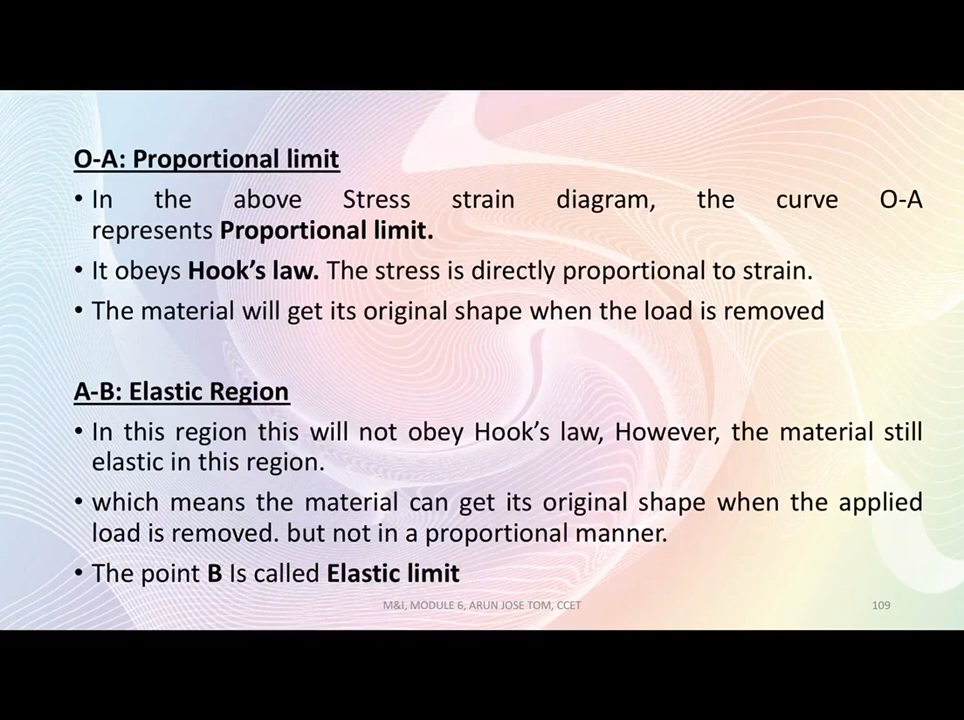 O-A: Proportional limit
• In the above Stress strain diagram, the curve O-A
represents Proportional limit.
• It obeys Hook's law. The stress is directly proportional to strain.
• The material will get its original shape when the load is removed
A-B: Elastic Region
• In this region this will not obey Hook's law, However, the material still
elastic in this region.
• which means the material can get its original shape when the applied
load is removed. but not in a proportional manner.
• The point B Is called Elastic limit
M&I, MODULE 6, ARUN JOSE TOM, CCET
109